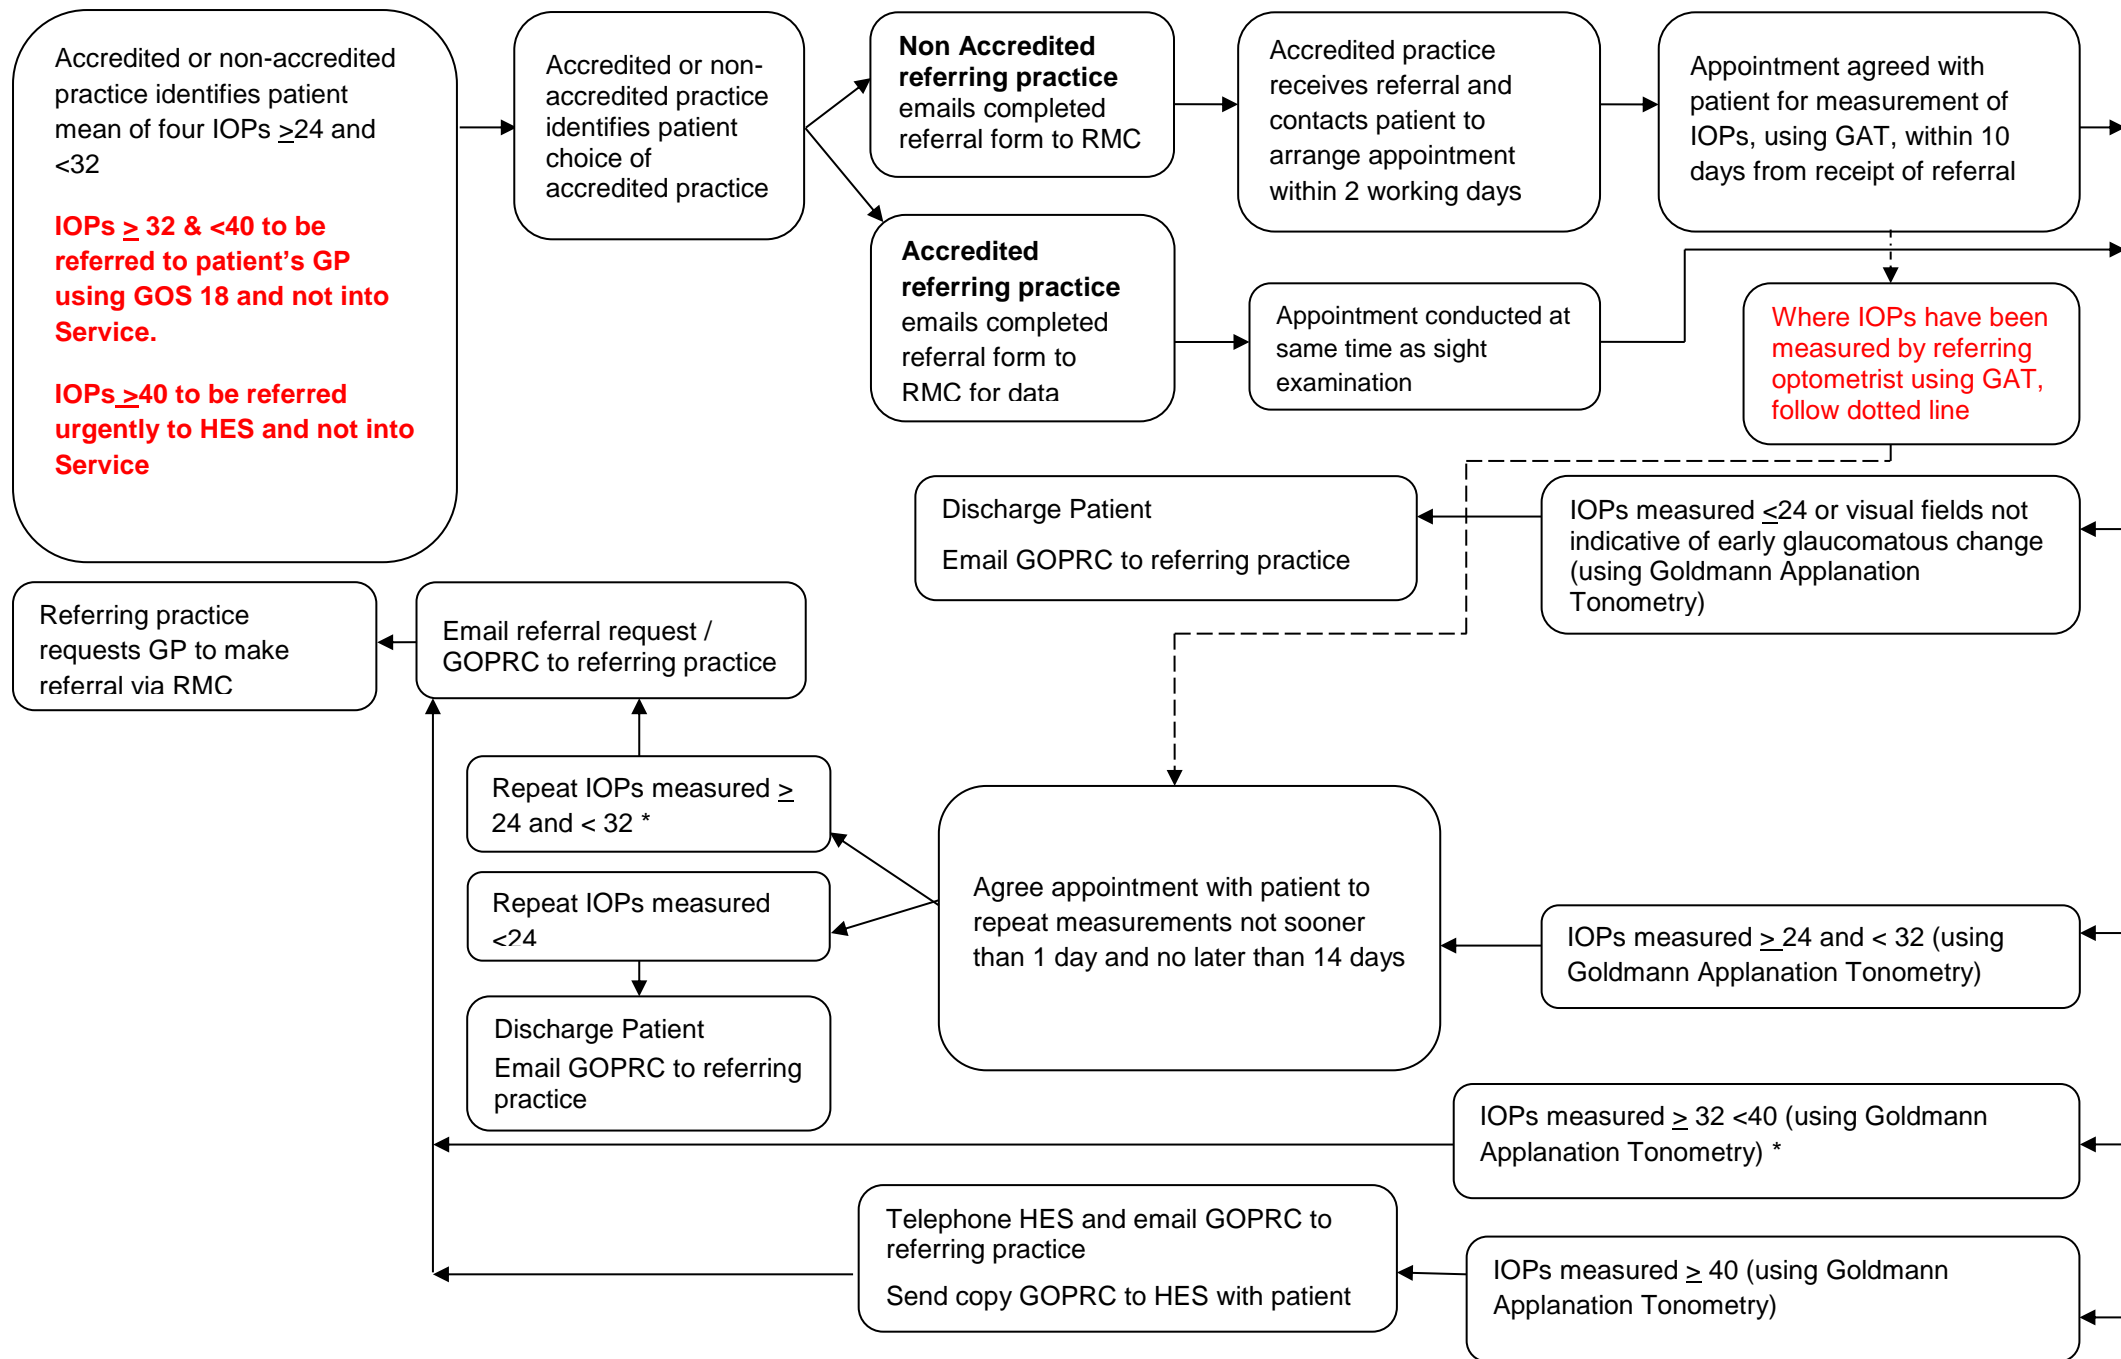 Accredited or non-accredited
practice identifies patient
mean of four IOPs >24 and
<32
IOPs > 32 & <40 to be
referred to patient's GP
using GOS 18 and not into
Service.
IOPs >40 to be referred
urgently to HES and not into
Service
Accredited or non-
accredited practice
identifies patient
choice of
accredited practice
Non Accredited
referring practice
emails completed
referral form to RMC
Accredited practice
receives referral and
contacts patient to
arrange appointment
within 2 working days
Appointment agreed with
patient for measurement of
IOPs, using GAT, within 10
days from receipt of referral
Accredited
referring practice
emails completed
referral form to
RMC for data
Appointment conducted at
same time as sight
examination
Where IOPs have been
measured by referring
optometrist using GAT,
follow dotted line
Discharge Patient
Email GOPRC to referring practice
IOPs measured <24 or visual fields not
indicative of early glaucomatous change
(using Goldmann Applanation
Tonometry)
Referring practice
requests GP to make
referral via RMC
Email referral request /
GOPRC to referring practice
Repeat IOPs measured >
24 and < 32 *
Repeat IOPs measured
<24
Discharge Patient
Email GOPRC to referring
practice
Agree appointment with patient to
repeat measurements not sooner
than 1 day and no later than 14 days
IOPs measured > 24 and < 32 (using
Goldmann Applanation Tonometry)
IOPs measured > 32 <40 (using Goldmann
Applanation Tonometry) *
Telephone HES and email GOPRC to
referring practice
Send copy GOPRC to HES with patient
IOPs measured > 40 (using Goldmann
Applanation Tonometry)